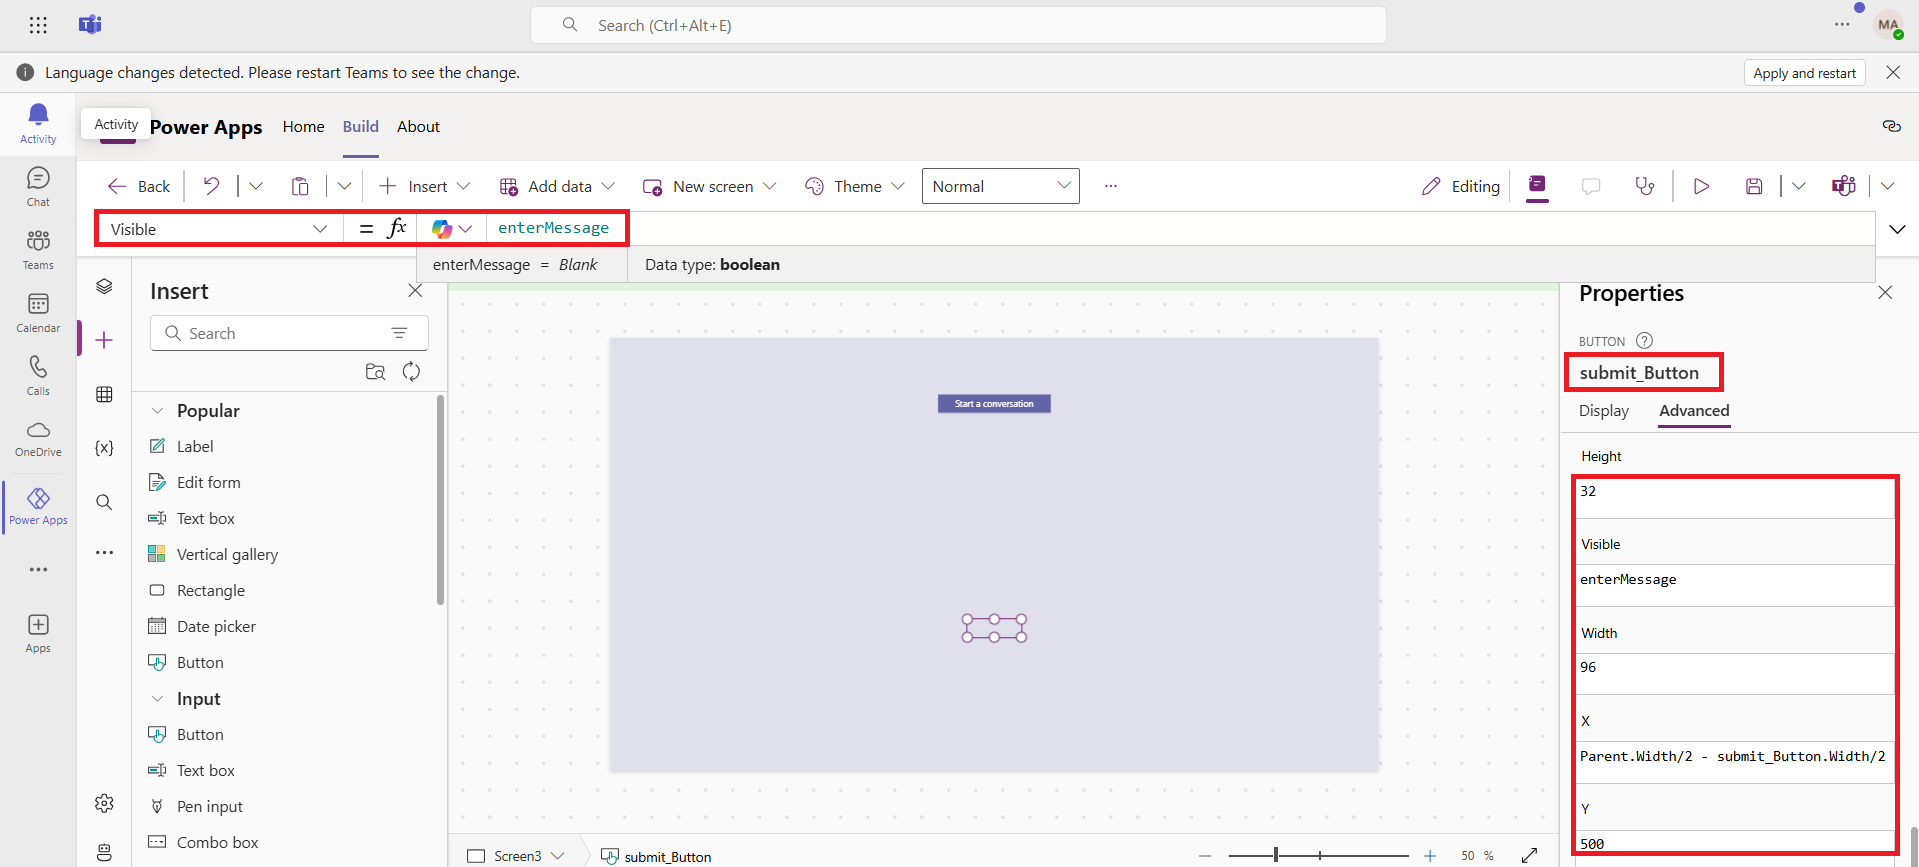 Search (Ctrl+Alt+E)
MA
Language changes detected. Please restart Teams to see the change.
Apply and restart
Activity
Activity
Power Apps
Home
Build
About
Back
Insert
Add data
New screen
Theme
Normal
Editing
Chat
Teams
Calendar
Calls
OneDrive
Power Apps
Apps
Visible
= fx
enterMessage
enterMessage = Blank
Data type: boolean
Insert
Search
Popular
Label
Edit form
Text box
Vertical gallery
Rectangle
Date picker
Button
Input
Button
Text box
Pen input
Combo box
Start a conversation
Screen3
submit_Button
50 %
Properties
BUTTON
submit_Button
Display
Advanced
Height
32
Visible
enterMessage
Width
96
X
Parent.Width/2 - submit_Button.Width/2
Y
500